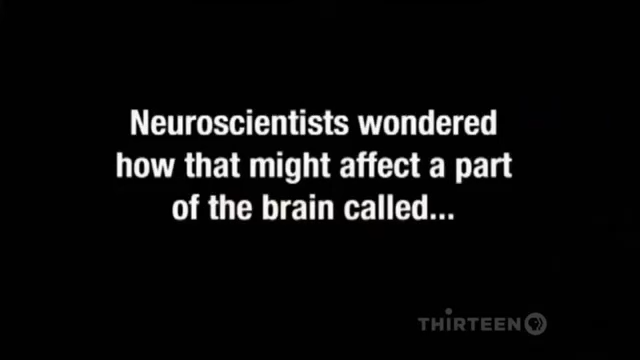 Neuroscientists wondered
how that might affect a part
of the brain called...
THIRTEEN